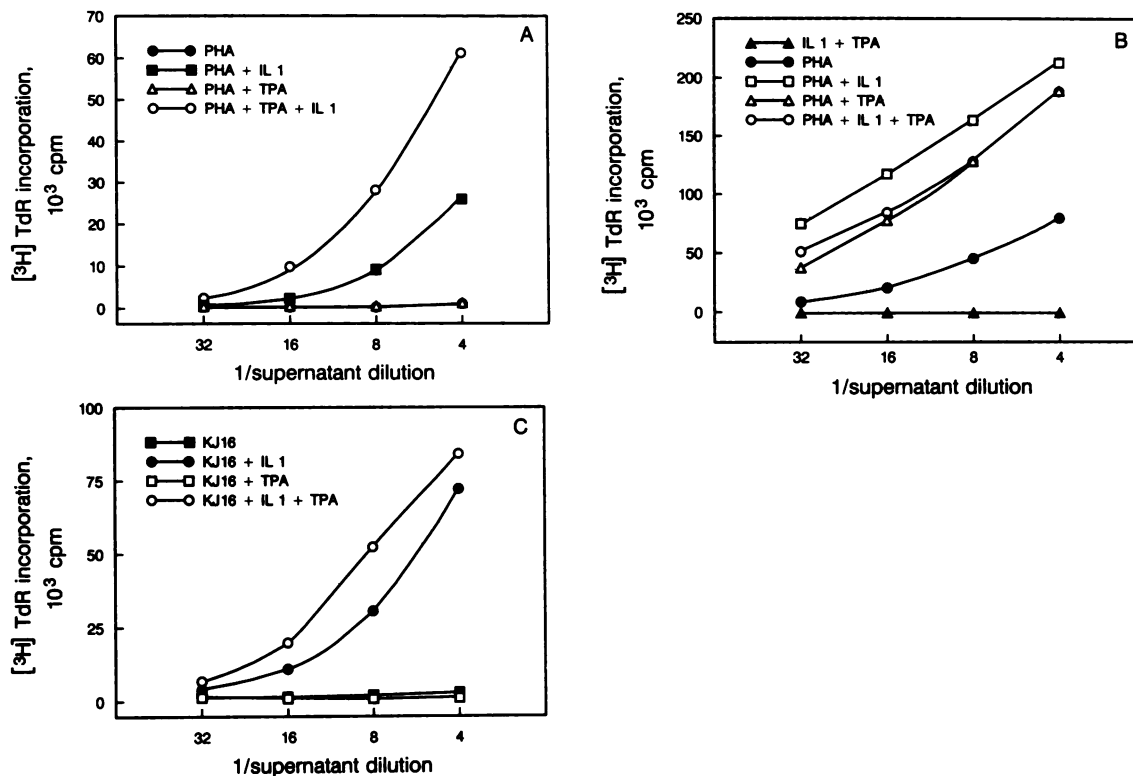 A
70
60
50
40
30
20
10
0
[³H] TdR incorporation,
10³ cpm
PHA
PHA + IL 1
PHA + TPA
PHA + TPA + IL 1
32 16 8 4
1/supernatant dilution
B
250
200
150
100
50
0
[³H] TdR incorporation,
10³ cpm
IL 1 + TPA
PHA
PHA + IL 1
PHA + TPA
PHA + IL 1 + TPA
32 16 8 4
1/supernatant dilution
C
100
75
50
25
0
[³H] TdR incorporation,
10³ cpm
KJ16
KJ16 + IL 1
KJ16 + TPA
KJ16 + IL 1 + TPA
32 16 8 4
1/supernatant dilution